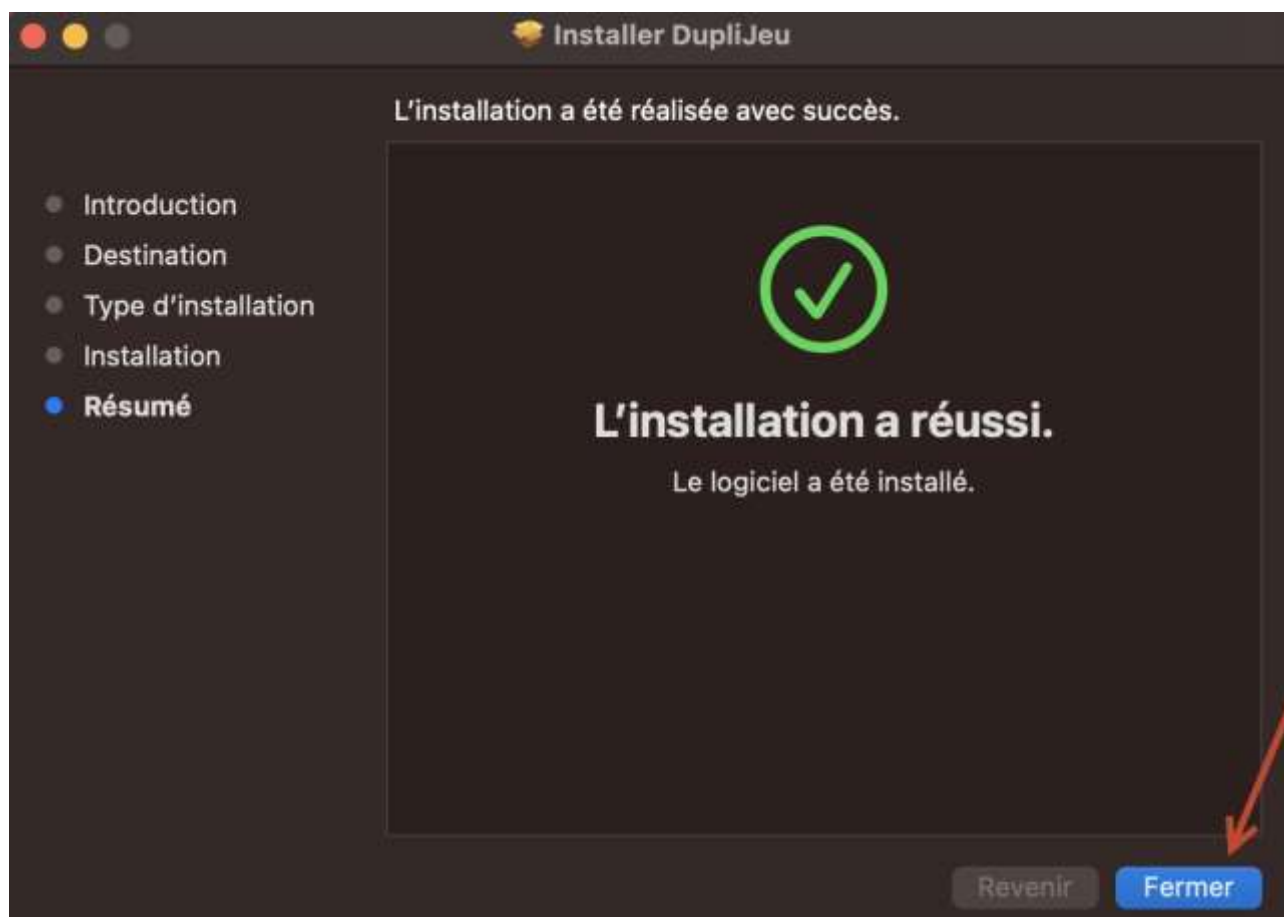 Installer DupliJeu
L’installation a été réalisée avec succès.
Introduction
Destination
Type d’installation
Installation
Résumé
L’installation a réussi.
Le logiciel a été installé.
Revenir
Fermer